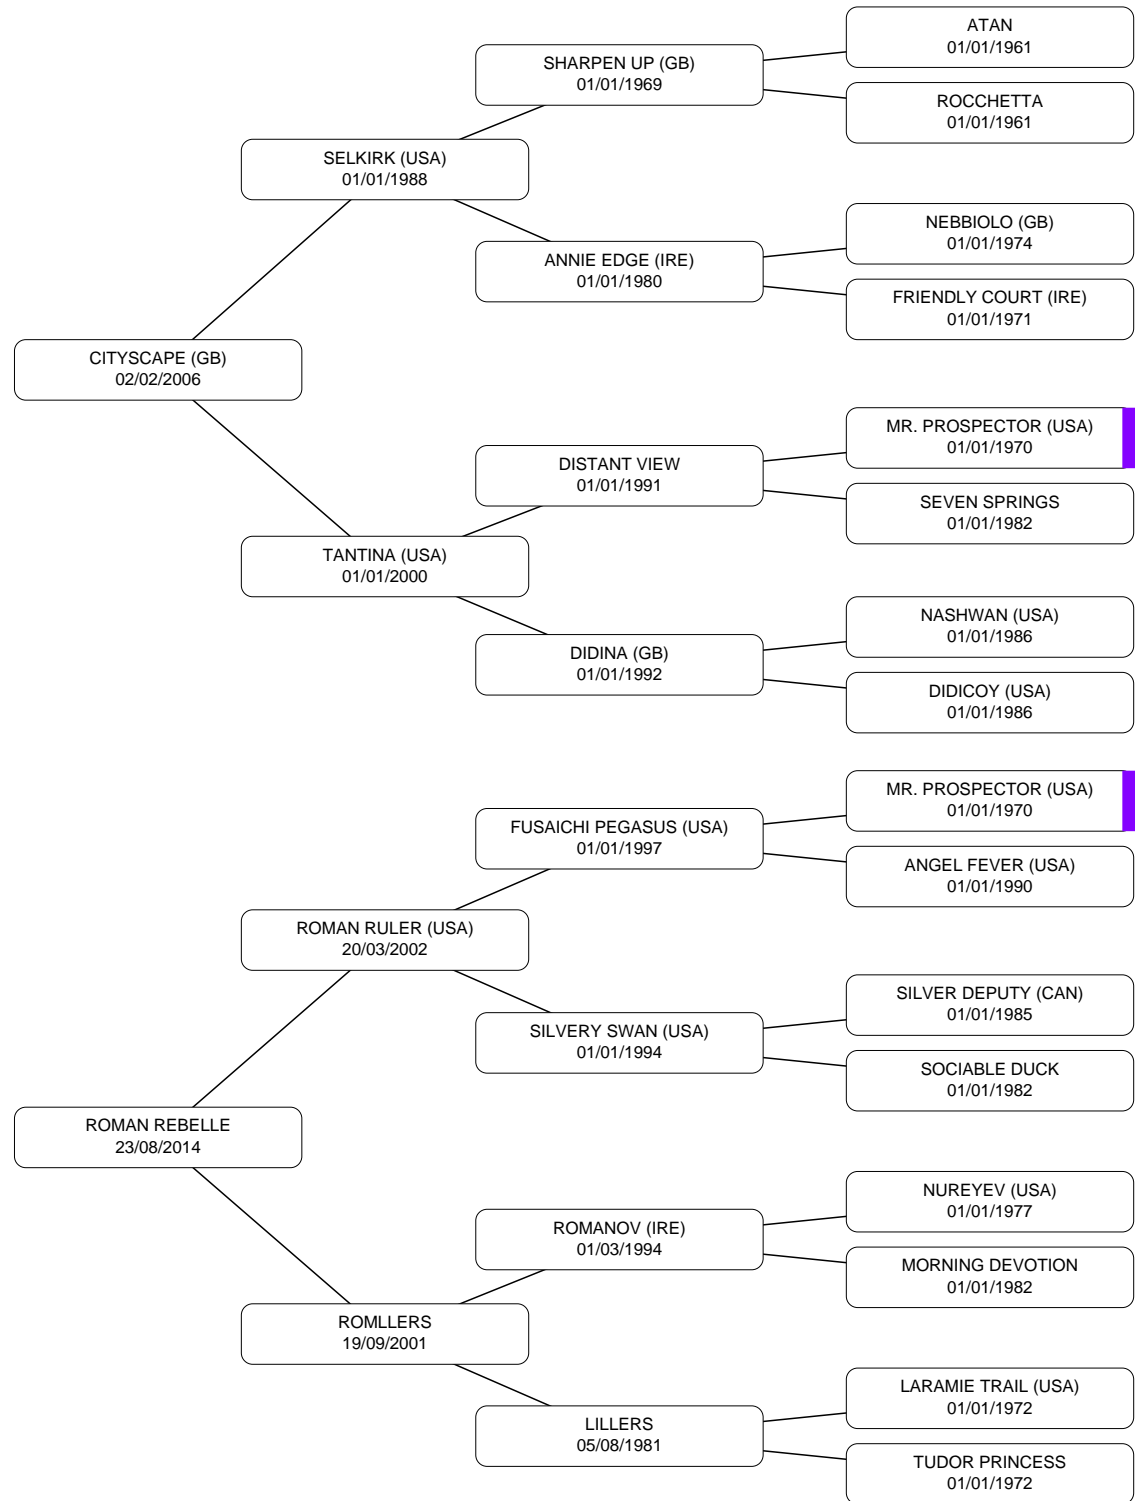 ATAN
01/01/1961
SHARPEN UP (GB)
01/01/1969
ROCCHETTA
01/01/1961
SELKIRK (USA)
01/01/1988
NEBBIOLO (GB)
01/01/1974
ANNIE EDGE (IRE)
01/01/1980
FRIENDLY COURT (IRE)
01/01/1971
CITYSCAPE (GB)
02/02/2006
MR. PROSPECTOR (USA)
01/01/1970
DISTANT VIEW
01/01/1991
SEVEN SPRINGS
01/01/1982
TANTINA (USA)
01/01/2000
NASHWAN (USA)
01/01/1986
DIDINA (GB)
01/01/1992
DIDICOY (USA)
01/01/1986
MR. PROSPECTOR (USA)
01/01/1970
FUSAICHI PEGASUS (USA)
01/01/1997
ANGEL FEVER (USA)
01/01/1990
ROMAN RULER (USA)
20/03/2002
SILVER DEPUTY (CAN)
01/01/1985
SILVERY SWAN (USA)
01/01/1994
SOCIABLE DUCK
01/01/1982
ROMAN REBELLE
23/08/2014
NUREYEV (USA)
01/01/1977
ROMANOV (IRE)
01/03/1994
MORNING DEVOTION
01/01/1982
ROMLLERS
19/09/2001
LARAMIE TRAIL (USA)
01/01/1972
LILLERS
05/08/1981
TUDOR PRINCESS
01/01/1972